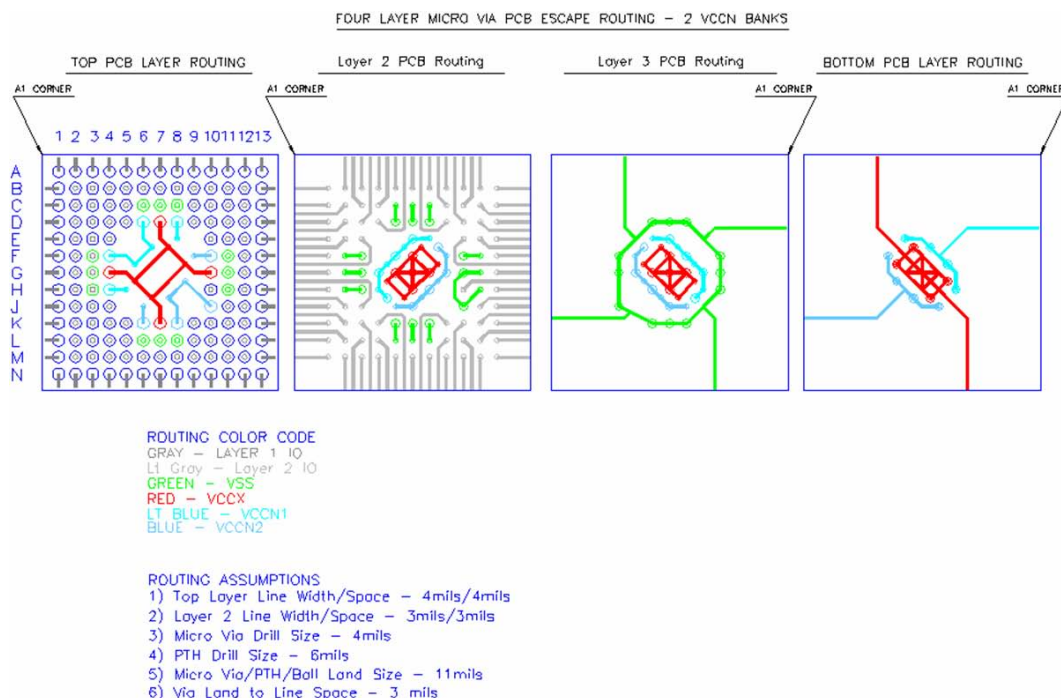 FOUR LAYER MICRO VIA PCB ESCAPE ROUTING - 2 VCCN BANKS
TOP PCB LAYER ROUTING
Layer 2 PCB Routing
Layer 3 PCB Routing
BOTTOM PCB LAYER ROUTING
A1 CORNER
A1 CORNER
A1 CORNER
A1 CORNER
1 2 3 4 5 6 7 8 9 10 11 12 13
A
B
C
D
E
F
G
H
J
K
L
M
N
ROUTING COLOR CODE
GRAY - LAYER 1 IO
Lt Gray - Layer 2 IO
GREEN - VSS
RED - VCCX
LT BLUE - VCCN1
BLUE - VCCN2
ROUTING ASSUMPTIONS
1) Top Layer Line Width/Space - 4mils/4mils
2) Layer 2 Line Width/Space - 3mils/3mils
3) Micro Via Drill Size - 4mils
4) PTH Drill Size - 6mils
5) Micro Via/PTH/Ball Land Size - 11mils
6) Via Land to Line Space - 3 mils